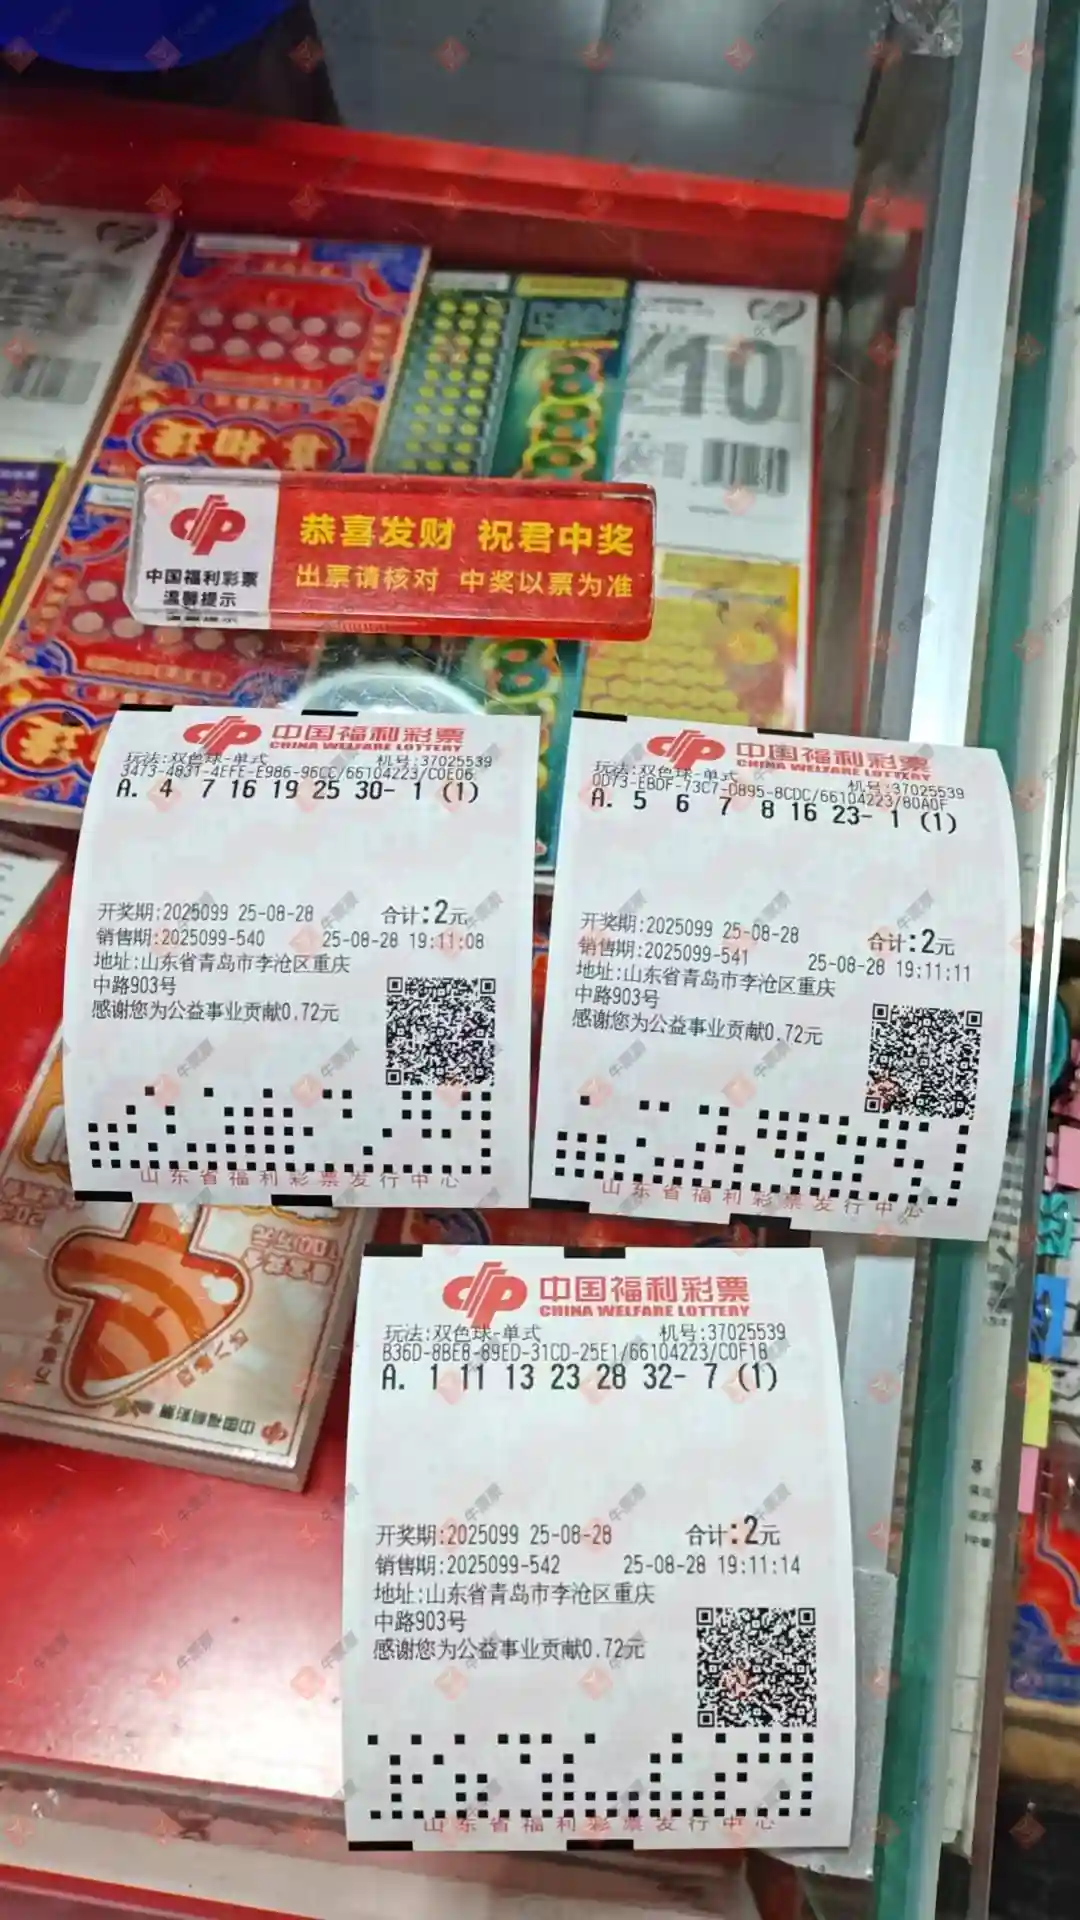 10
中国福利彩票
温馨提示
恭喜发财 祝君中奖
出票请核对 中奖以票为准
中国福利彩票
CHINA WELFARE LOTTERY
玩法:双色球-单式 机号:37025539
3473-4831-4EFE-E986-96CC/66104223/C0E06
A. 4 7 16 19 25 30- 1 (1)
开奖期:2025099 25-08-28 合计:2元
销售期:2025099-540 25-08-28 19:11:08
地址:山东省青岛市李沧区重庆
中路903号
感谢您为公益事业贡献0.72元
山东省福利彩票发行中心
中国福利彩票
CHINA WELFARE LOTTERY
玩法:双色球-单式 机号:37025539
0D73-EBDF-73C7-D895-8CDC/66104223/80A0F
A. 5 6 7 8 16 23- 1 (1)
开奖期:2025099 25-08-28 合计:2元
销售期:2025099-541 25-08-28 19:11:11
地址:山东省青岛市李沧区重庆
中路903号
感谢您为公益事业贡献0.72元
山东省福利彩票发行中心
中国福利彩票
CHINA WELFARE LOTTERY
玩法:双色球-单式 机号:37025539
B36D-8BE8-89ED-31CD-25E1/66104223/C0F18
A. 1 11 13 23 28 32- 7 (1)
开奖期:2025099 25-08-28 合计:2元
销售期:2025099-542 25-08-28 19:11:14
地址:山东省青岛市李沧区重庆
中路903号
感谢您为公益事业贡献0.72元
山东省福利彩票发行中心
中国福利彩票